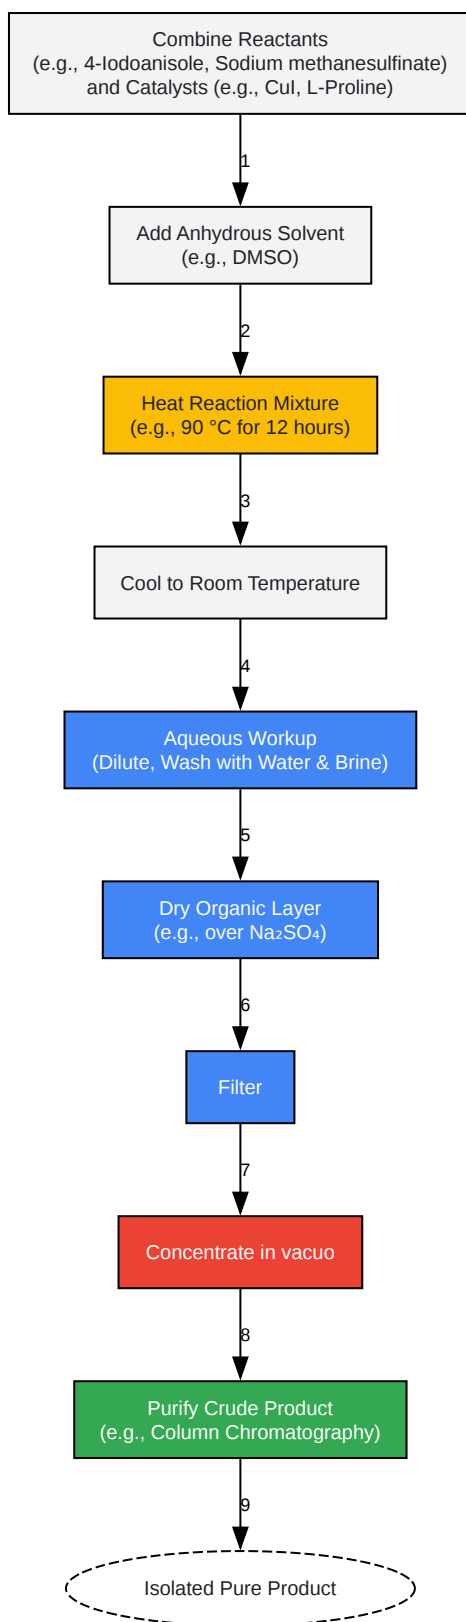 Combine Reactants
(e.g., 4-Iodoanisole, Sodium methanesulfinate)
and Catalysts (e.g., CuI, L-Proline)
1
Add Anhydrous Solvent
(e.g., DMSO)
2
Heat Reaction Mixture
(e.g., 90 °C for 12 hours)
3
Cool to Room Temperature
4
Aqueous Workup
(Dilute, Wash with Water & Brine)
5
Dry Organic Layer
(e.g., over Na₂SO₄)
6
Filter
7
Concentrate in vacuo
8
Purify Crude Product
(e.g., Column Chromatography)
9
Isolated Pure Product